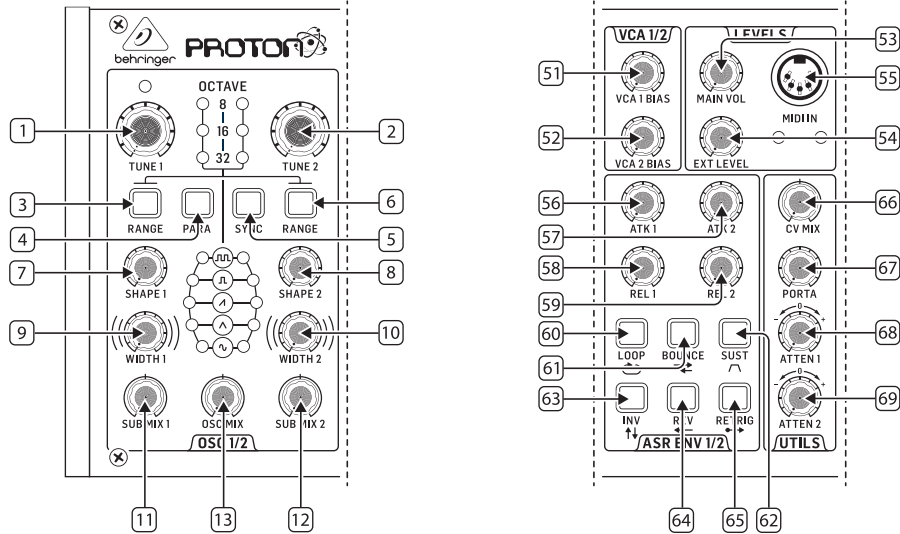 behringer
PROTON
OCTAVE
8
16
32
1
2
TUNE 1
TUNE 2
3
6
RANGE
PARA
SYNC
RANGE
4
5
7
8
SHAPE 1
SHAPE 2
9
10
WIDTH 1
WIDTH 2
SUB MIX 1
OSC MIX
SUB MIX 2
OSC 1/2
11
13
12
VCA 1/2
LEVELS
53
51
55
VCA 1 BIAS
MAIN VOL
MIDI IN
52
54
VCA 2 BIAS
EXT LEVEL
56
66
ATK 1
ATK 2
CV MIX
57
58
67
REL 1
REL 2
PORTA
59
- 0 +
60
68
LOOP
BOUNCE
SUST
ATTEN 1
61
- 0 +
63
69
INV
REV
RETRIG
ATTEN 2
ASR ENV 1/2
UTILS
64
65
62